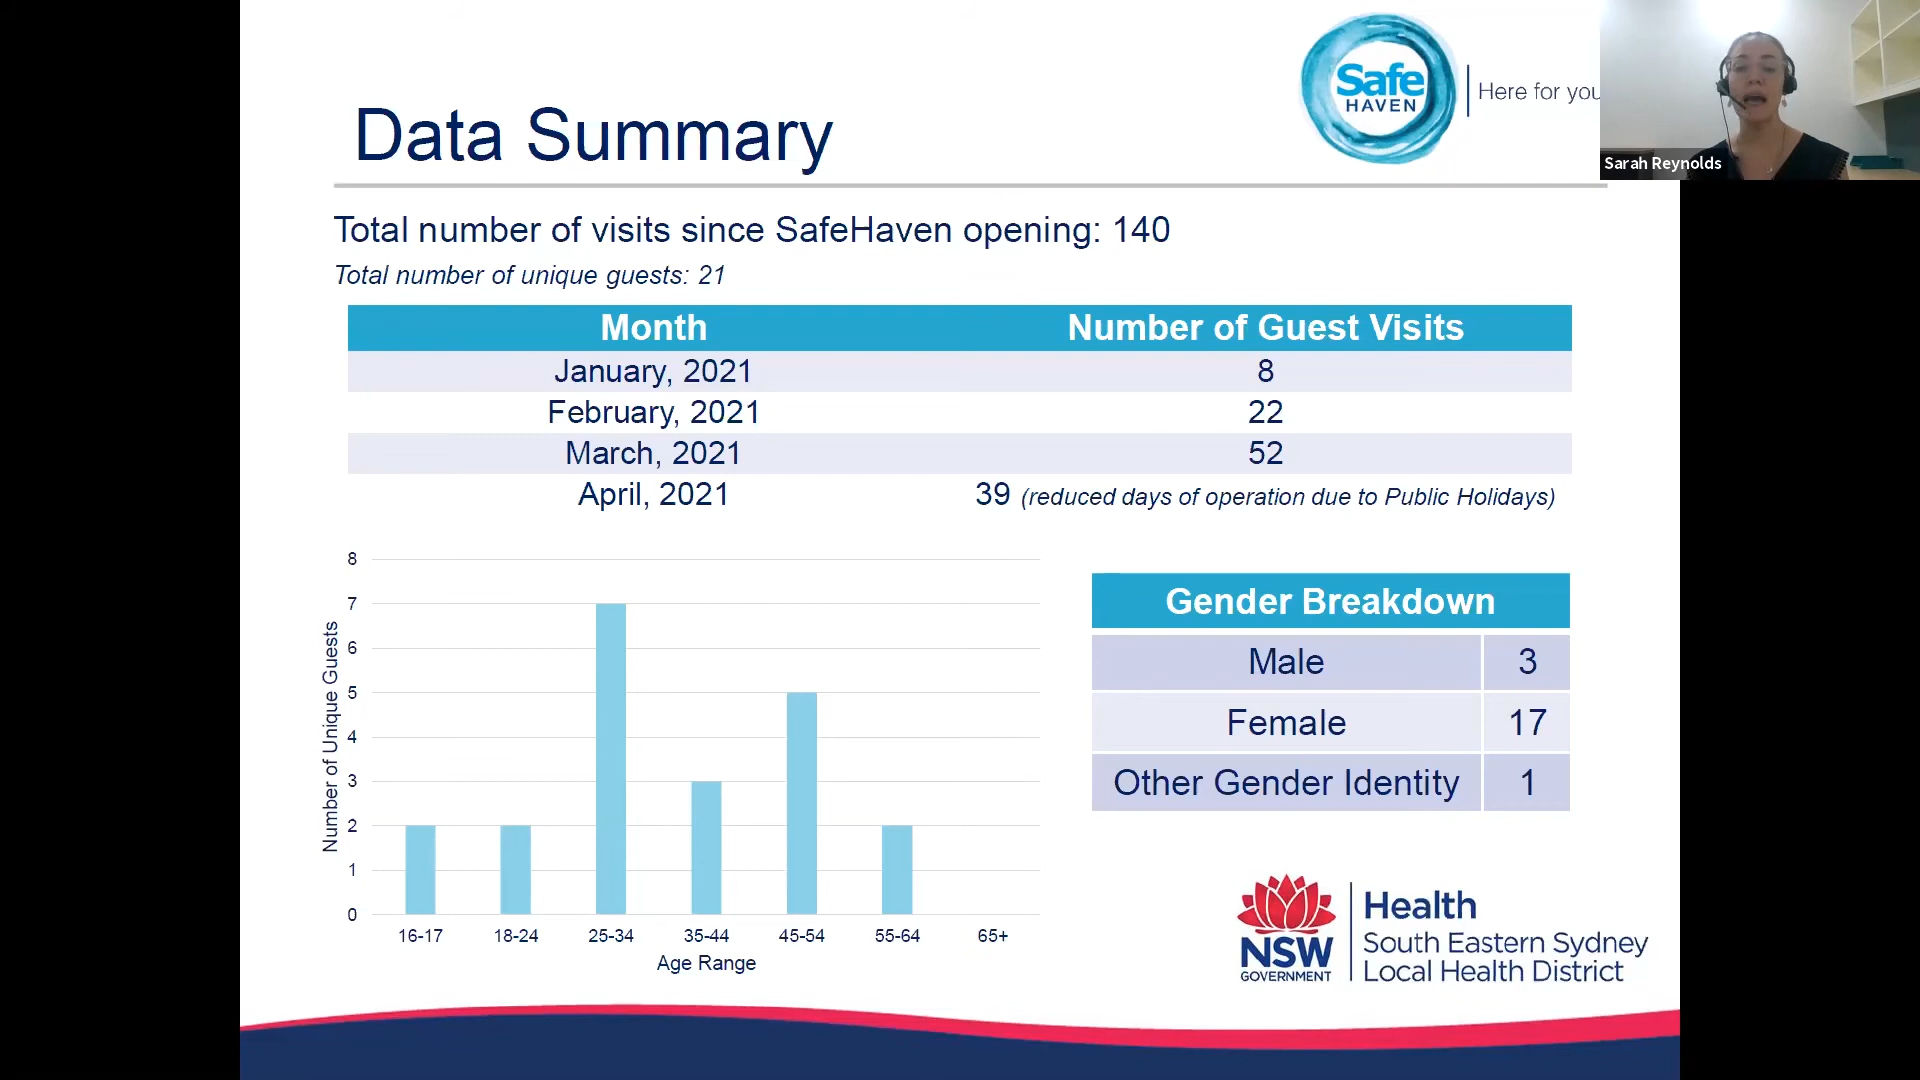 Safe
HAVEN
Here for you
Sarah Reynolds
Data Summary
Total number of visits since SafeHaven opening: 140
Total number of unique guests: 21
Month Number of Guest Visits
January, 2021 8
February, 2021 22
March, 2021 52
April, 2021 39 (reduced days of operation due to Public Holidays)
Number of Unique Guests
8
7
6
5
4
3
2
1
0
16-17 18-24 25-34 35-44 45-54 55-64 65+
Age Range
Gender Breakdown
Male 3
Female 17
Other Gender Identity 1
NSW
GOVERNMENT
Health
South Eastern Sydney
Local Health District